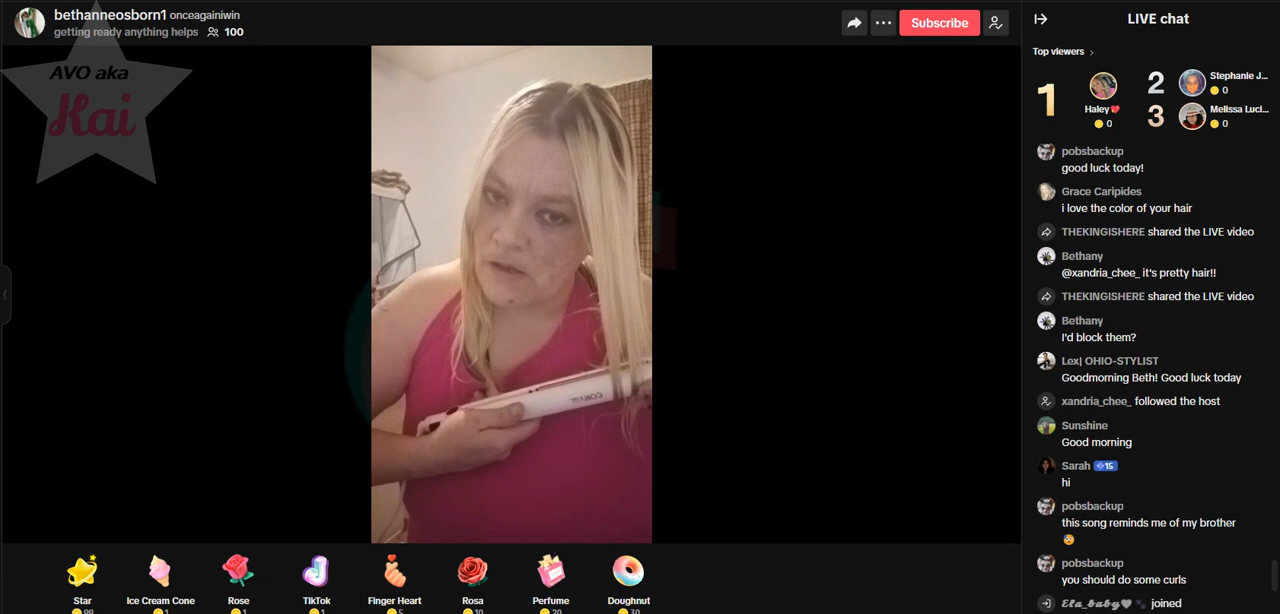 bethanneosborn1 onceagainiwin
getting ready anything helps 100
Subscribe
AVO aka
Kai
LIVE chat
Top viewers
1
Haley
0
2
Stephanie J...
0
3
Melissa Luci...
0
pobsbackup
good luck today!
Grace Caripides
i love the color of your hair
THEKINGISHERE shared the LIVE video
Bethany
@xandria_chee_ it's pretty hair!!
THEKINGISHERE shared the LIVE video
Bethany
I'd block them?
Lex| OHIO-STYLIST
Goodmorning Beth! Good luck today
xandria_chee_ followed the host
Sunshine
Good morning
Sarah 15
hi
pobsbackup
this song reminds me of my brother
pobsbackup
you should do some curls
Ela_baby joined
Star
Ice Cream Cone
Rose
TikTok
Finger Heart
Rosa
Perfume
Doughnut
99
1
1
1
5
10
20
30